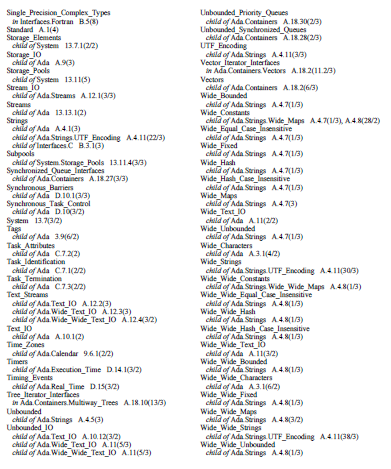 Single_Precision_Complex_Types
in Interfaces.Fortran B.5(8)
Standard A.1(4)
Storage_Elements
child of System 13.7.1(2/2)
Storage_IO
child of Ada A.9(3)
Storage_Pools
child of System 13.11(5)
Stream_IO
child of Ada.Streams A.12.1(3/3)
Streams
child of Ada 13.13.1(2)
Strings
child of Ada A.4.1(3)
child of Ada.Strings.UTF_Encoding A.4.11(22/3)
child of Interfaces.C B.3.1(3)
Subpools
child of System.Storage_Pools 13.11.4(3/3)
Synchronized_Queue_Interfaces
child of Ada.Containers A.18.27(3/3)
Synchronous_Barriers
child of Ada D.10.1(3/3)
Synchronous_Task_Control
child of Ada D.10(3/2)
System 13.7(3/2)
Tags
child of Ada 3.9(6/2)
Task_Attributes
child of Ada C.7.2(2)
Task_Identification
child of Ada C.7.1(2/2)
Task_Termination
child of Ada C.7.3(2/2)
Text_Streams
child of Ada.Text_IO A.12.2(3)
child of Ada.Wide_Text_IO A.12.3(3)
child of Ada.Wide_Wide_Text_IO A.12.4(3/2)
Text_IO
child of Ada A.10.1(2)
Time_Zones
child of Ada.Calendar 9.6.1(2/2)
Timers
child of Ada.Execution_Time D.14.1(3/2)
Timing_Events
child of Ada.Real_Time D.15(3/2)
Tree_Iterator_Interfaces
in Ada.Containers.Multiway_Trees A.18.10(13/3)
Unbounded
child of Ada.Strings A.4.5(3)
Unbounded_IO
child of Ada.Text_IO A.10.12(3/2)
child of Ada.Wide_Text_IO A.11(5/3)
child of Ada.Wide_Wide_Text_IO A.11(5/3)
Unbounded_Priority_Queues
child of Ada.Containers A.18.30(2/3)
Unbounded_Synchronized_Queues
child of Ada.Containers A.18.28(2/3)
UTF_Encoding
child of Ada.Strings A.4.11(3/3)
Vector_Iterator_Interfaces
in Ada.Containers.Vectors A.18.2(11.2/3)
Vectors
child of Ada.Containers A.18.2(6/3)
Wide_Bounded
child of Ada.Strings A.4.7(1/3)
Wide_Constants
child of Ada.Strings.Wide_Maps A.4.7(1/3), A.4.8(28/2)
Wide_Equal_Case_Insensitive
child of Ada.Strings A.4.7(1/3)
Wide_Fixed
child of Ada.Strings A.4.7(1/3)
Wide_Hash
child of Ada.Strings A.4.7(1/3)
Wide_Hash_Case_Insensitive
child of Ada.Strings A.4.7(1/3)
Wide_Maps
child of Ada.Strings A.4.7(3)
Wide_Text_IO
child of Ada A.11(2/2)
Wide_Unbounded
child of Ada.Strings A.4.7(1/3)
Wide_Characters
child of Ada A.3.1(4/2)
Wide_Strings
child of Ada.Strings.UTF_Encoding A.4.11(30/3)
Wide_Wide_Constants
child of Ada.Strings.Wide_Wide_Maps A.4.8(1/3)
Wide_Wide_Equal_Case_Insensitive
child of Ada.Strings A.4.8(1/3)
Wide_Wide_Hash
child of Ada.Strings A.4.8(1/3)
Wide_Wide_Hash_Case_Insensitive
child of Ada.Strings A.4.8(1/3)
Wide_Wide_Text_IO
child of Ada A.11(3/2)
Wide_Wide_Bounded
child of Ada.Strings A.4.8(1/3)
Wide_Wide_Characters
child of Ada A.3.1(6/2)
Wide_Wide_Fixed
child of Ada.Strings A.4.8(1/3)
Wide_Wide_Maps
child of Ada.Strings A.4.8(3/2)
Wide_Wide_Strings
child of Ada.Strings.UTF_Encoding A.4.11(38/3)
Wide_Wide_Unbounded
child of Ada.Strings A.4.8(1/3)